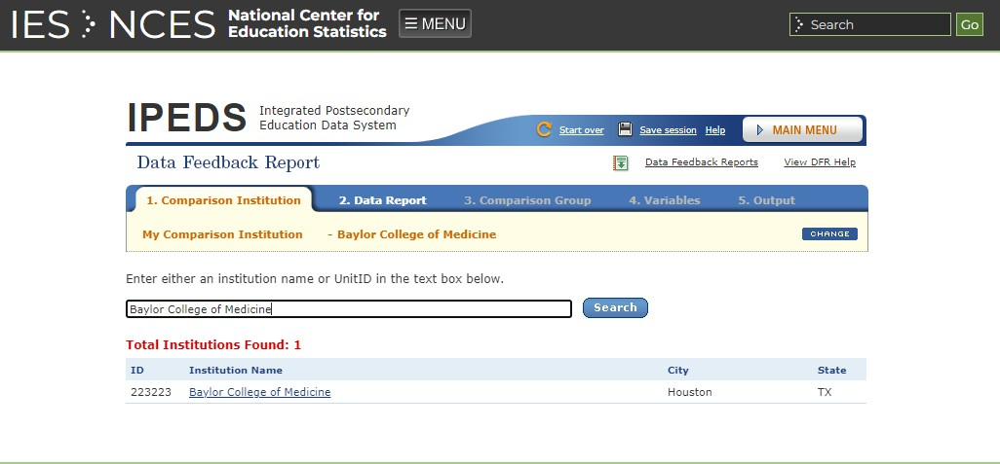 IES NCES National Center for Education Statistics MENU Search Go
IPEDS Integrated Postsecondary Education Data System
Start over Save session Help MAIN MENU
Data Feedback Report Data Feedback Reports View DFR Help
1. Comparison Institution 2. Data Report 3. Comparison Group 4. Variables 5. Output
My Comparison Institution - Baylor College of Medicine CHANGE
Enter either an institution name or UnitID in the text box below.
Baylor College of Medicine Search
Total Institutions Found: 1
ID Institution Name City State
223223 Baylor College of Medicine Houston TX